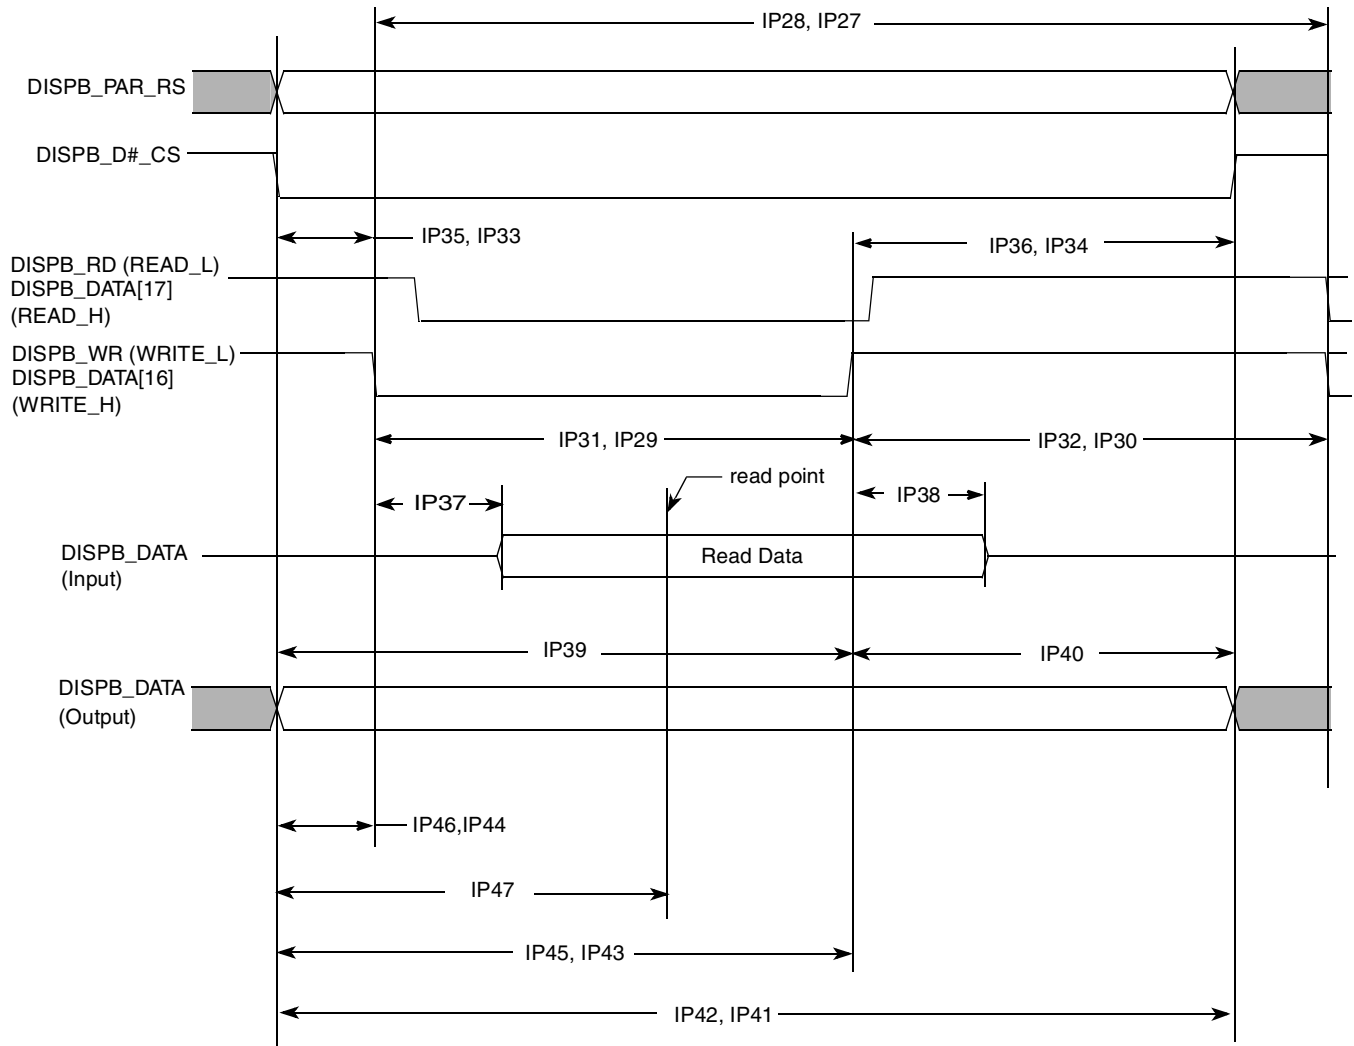 IP28, IP27
DISPB_PAR_RS
DISPB_D#_CS
IP35, IP33
IP36, IP34
DISPB_RD (READ_L)
DISPB_DATA[17]
(READ_H)
DISPB_WR (WRITE_L)
DISPB_DATA[16]
(WRITE_H)
IP31, IP29
IP32, IP30
read point
IP37
IP38
DISPB_DATA
(Input)
Read Data
IP39
IP40
DISPB_DATA
(Output)
IP46,IP44
IP47
IP45, IP43
IP42, IP41